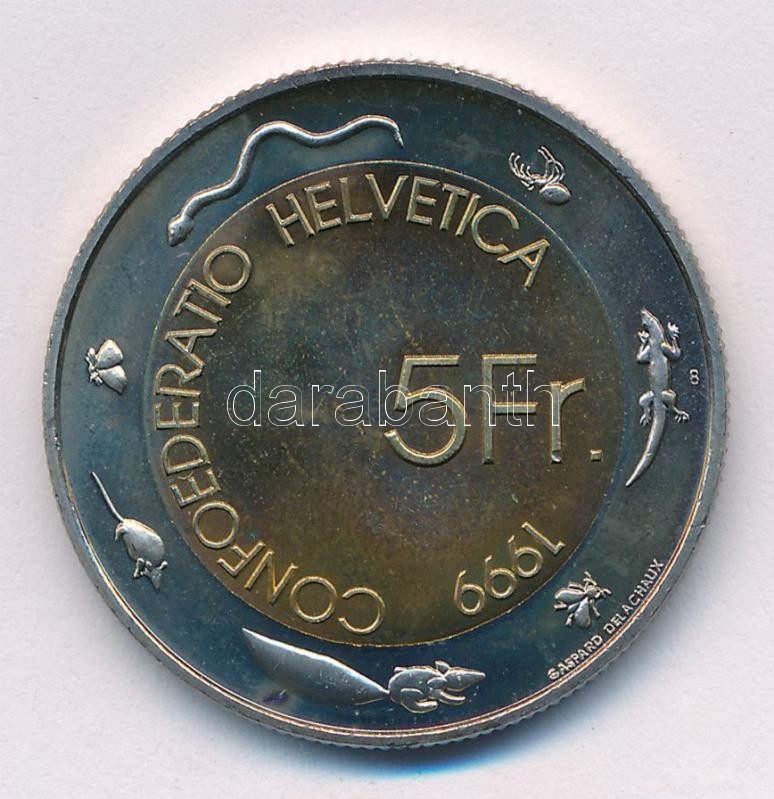 CONFOEDERATIO HELVETICA
5Fr.
1999
B
GASPARD DELACHAUX
darabanth